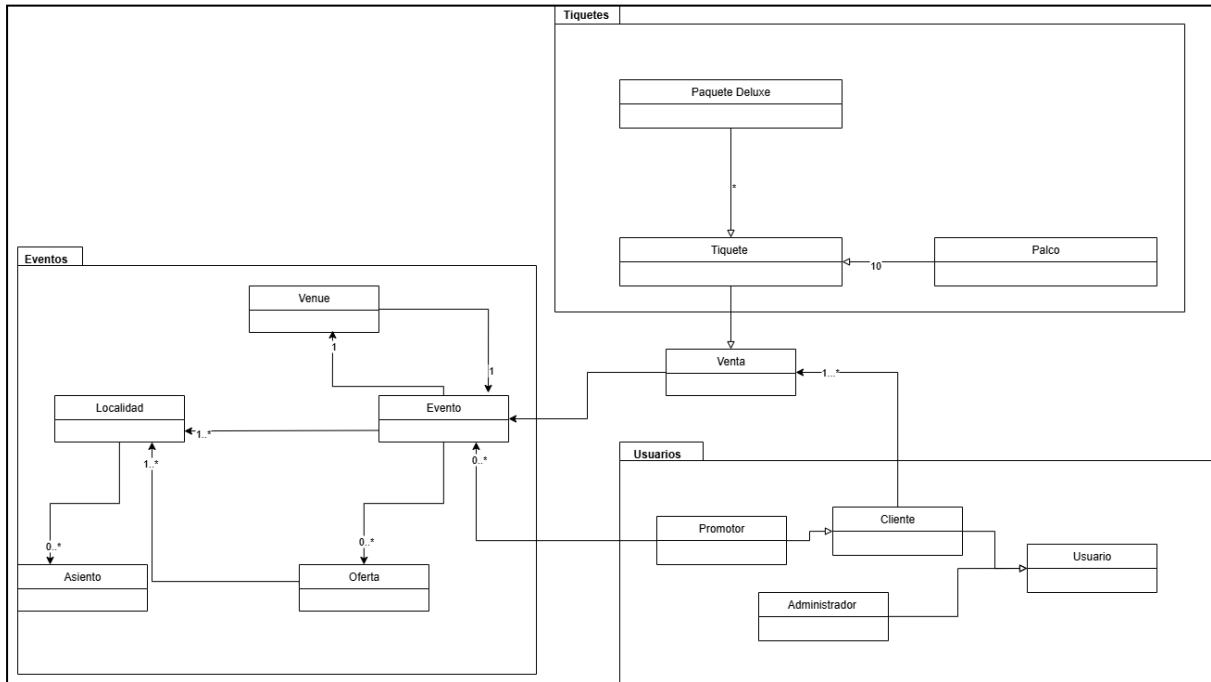 Tiquetes
Paquete Deluxe
*
Tiquete
10
Palco
Eventos
Venue
1
1
Venta
1...*
Localidad
Evento
1..*
1..*
0..*
Usuarios
Promotor
Cliente
0..*
0..*
Asiento
Oferta
Usuario
Administrador